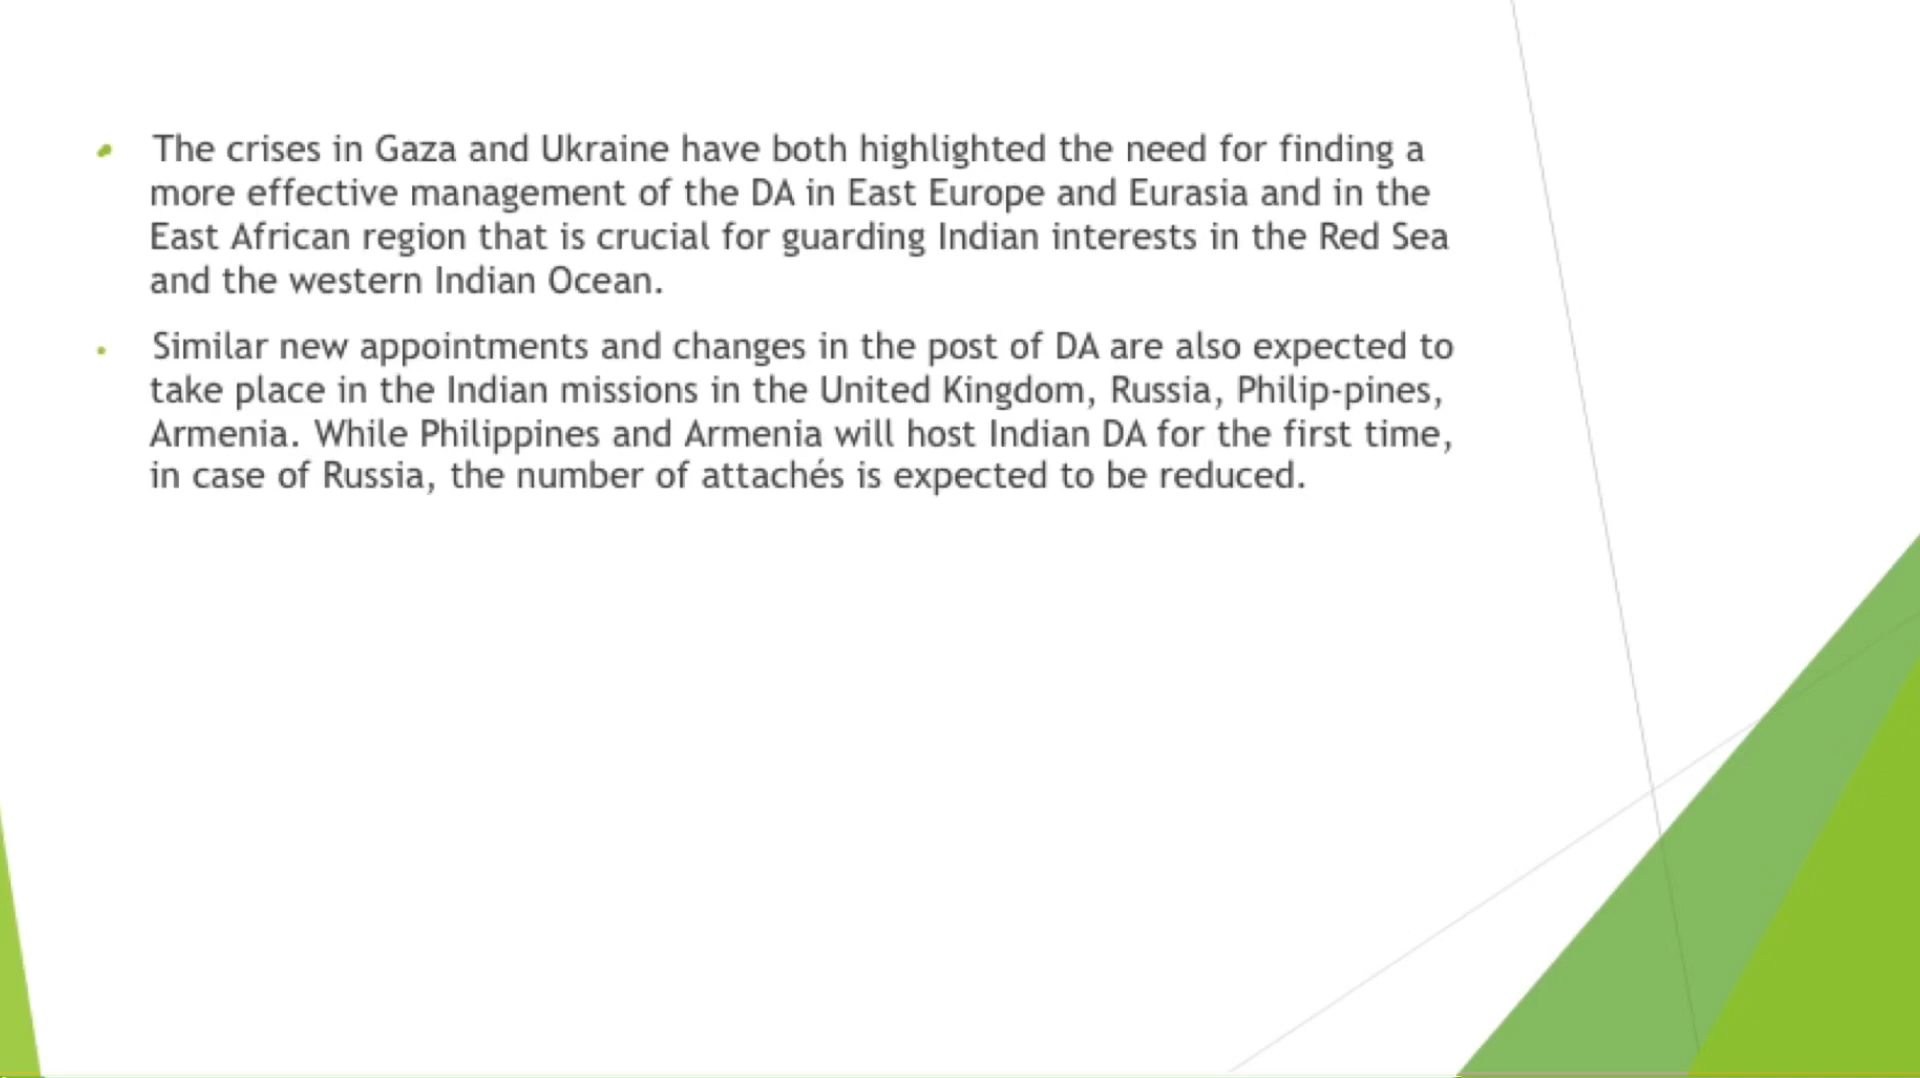 The crises in Gaza and Ukraine have both highlighted the need for finding a
more effective management of the DA in East Europe and Eurasia and in the
East African region that is crucial for guarding Indian interests in the Red Sea
and the western Indian Ocean.
Similar new appointments and changes in the post of DA are also expected to
take place in the Indian missions in the United Kingdom, Russia, Philip-pines,
Armenia. While Philippines and Armenia will host Indian DA for the first time,
in case of Russia, the number of attachés is expected to be reduced.